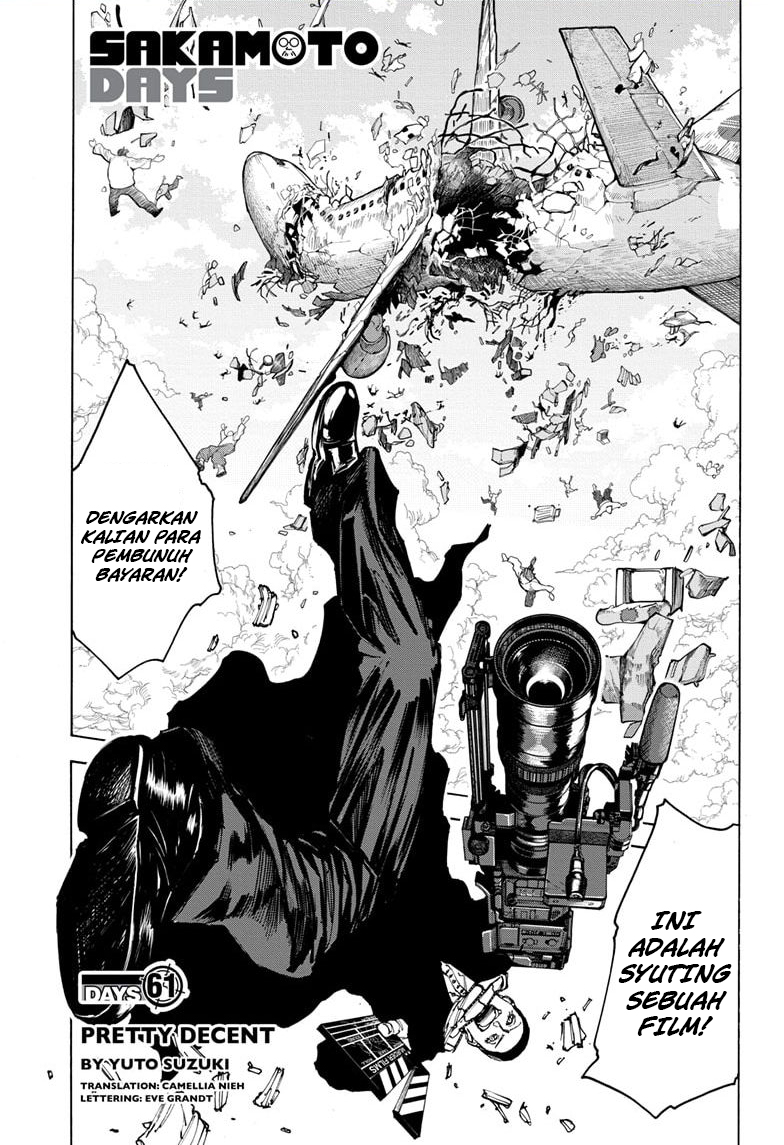 SAKAMOTO
DAYS
DENGARKAN
KALIAN PARA
PEMBUNUH
BAYARAN!
INI
ADALAH
SYUTING
SEBUAH
FILM!
DAYS 61
PRETTY DECENT
BY YUTO SUZUKI
TRANSLATION: CAMELLIA NIEH
LETTERING: EVE GRANDT